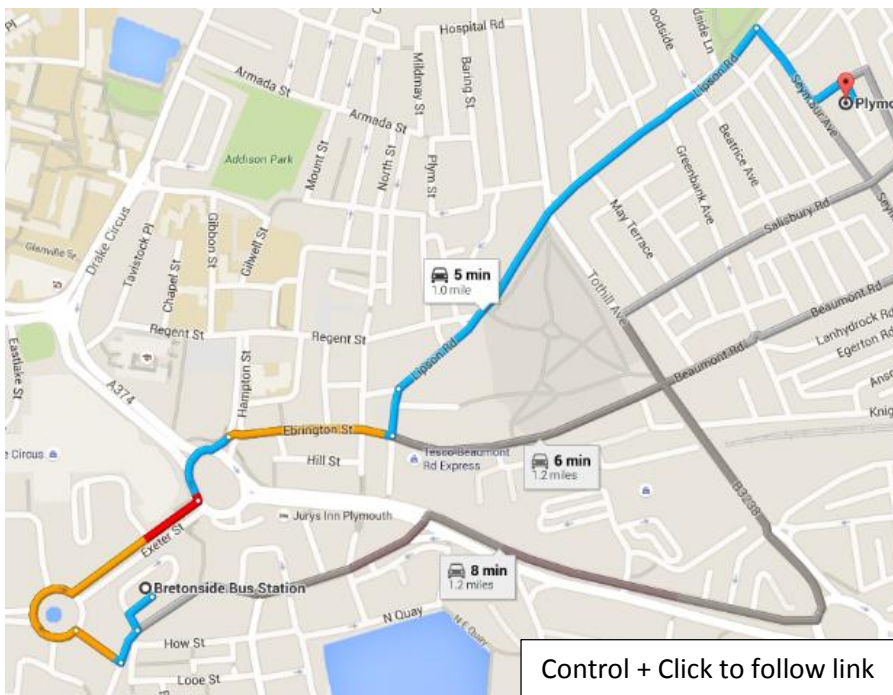 Hospital Rd
Armada St
Armada St
Addison Park
Mildmay St
Baring St
Mount St
North St
Plym St
Lipson Rd
Seymour Ave
Plymo
Greenbank Ave
Beatrice Ave
May Terrace
Salisbury Rd
Tothill Ave
Beaumont Rd
Beaumont Rd
Lanhydrock Rd
Egerton Rd
Drake Circus
Tavistock Pl
Chapel St
Gibbon St
Gilwell St
Regent St
Regent St
Eastlake St
A374
Hampton St
5 min
1.0 mile
Lipson Rd
Ebrington St
Hill St
Tesco-Beaumont
Rd Express
6 min
1.2 miles
e Circus
Jurys Inn Plymouth
B3238
Exeter St
8 min
1.2 miles
Bretonside Bus Station
N Quay
N E Quay
How St
Looe St
Control + Click to follow link